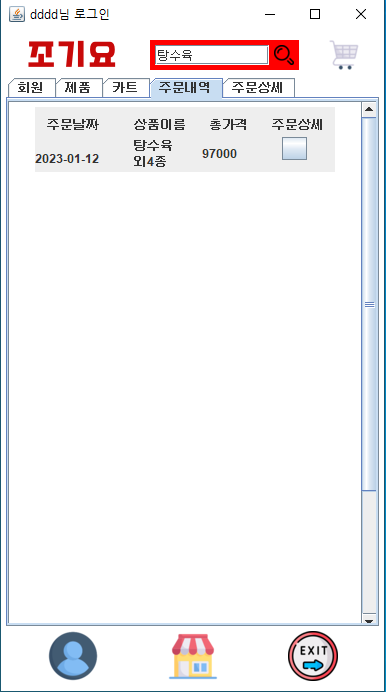 dddd님 로그인
쪼기요
탕수육
회원 제품 카트 주문내역 주문상세
주문날짜 상품이름 총가격 주문상세
2023-01-12 탕수육 97000
외4종
EXIT